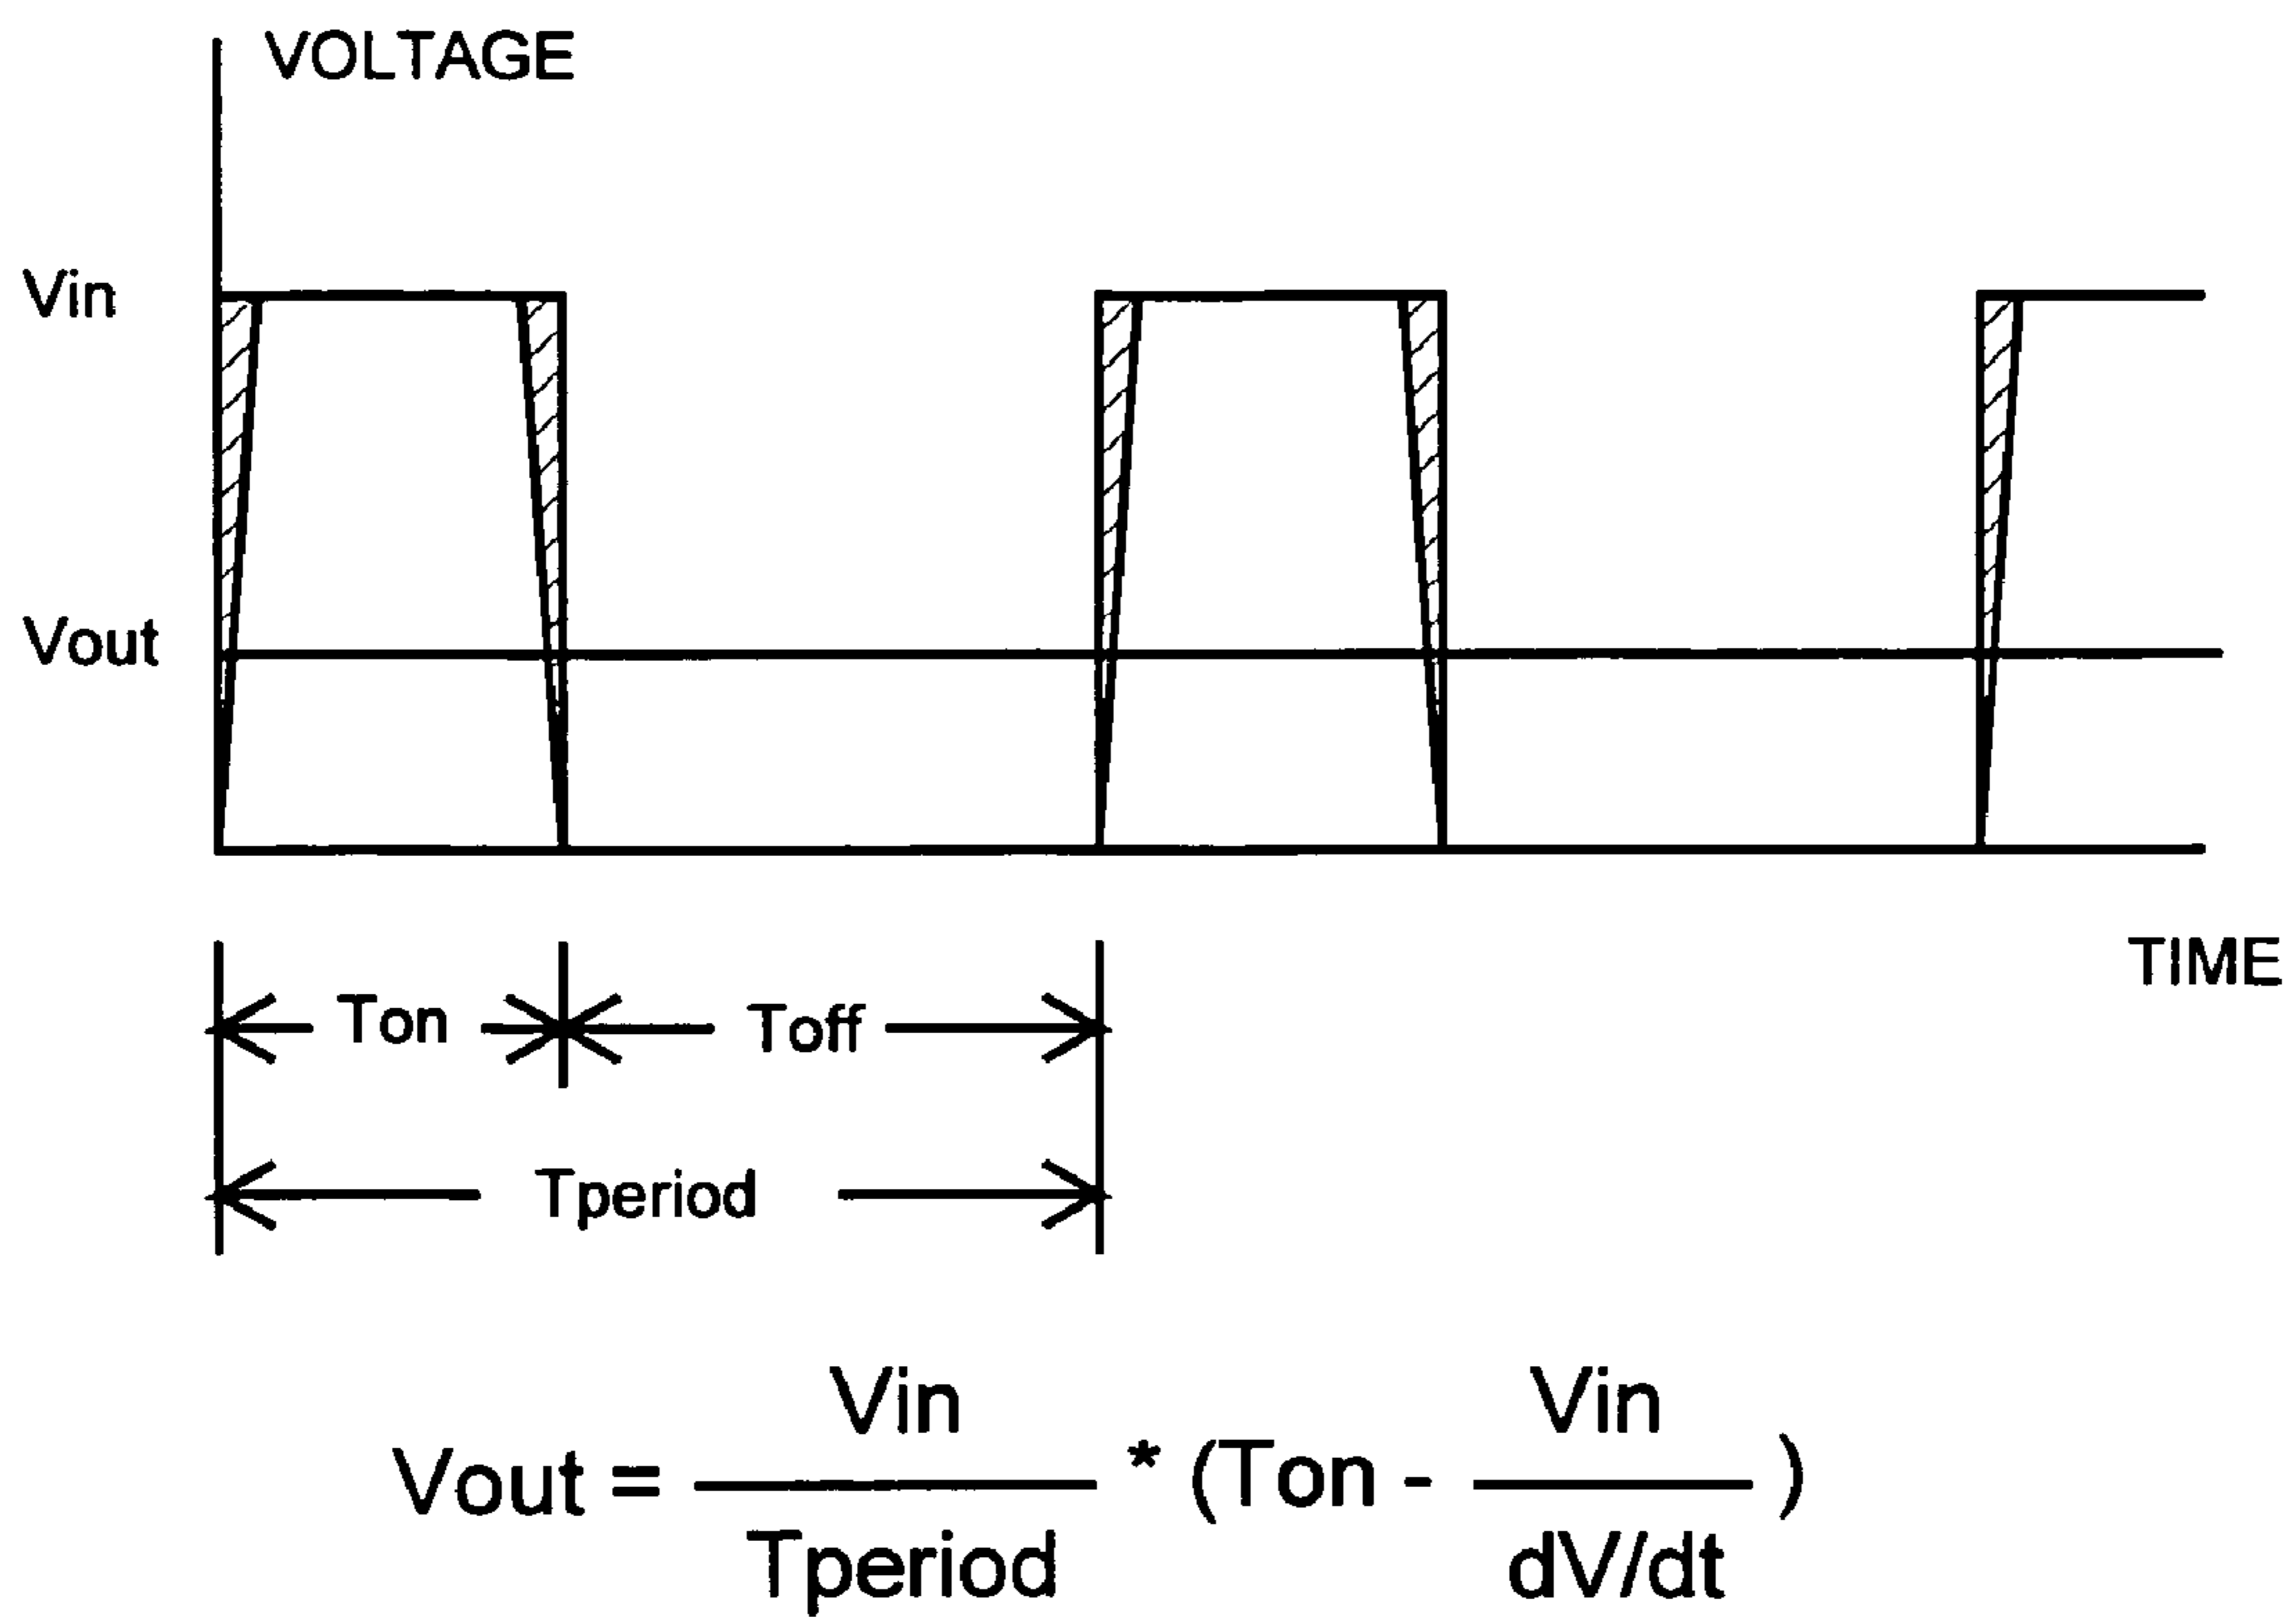 VOLTAGE
Vin
Vout
TIME
Ton
Toff
Tperiod
Vout = Vin / Tperiod * (Ton - Vin / dV/dt )